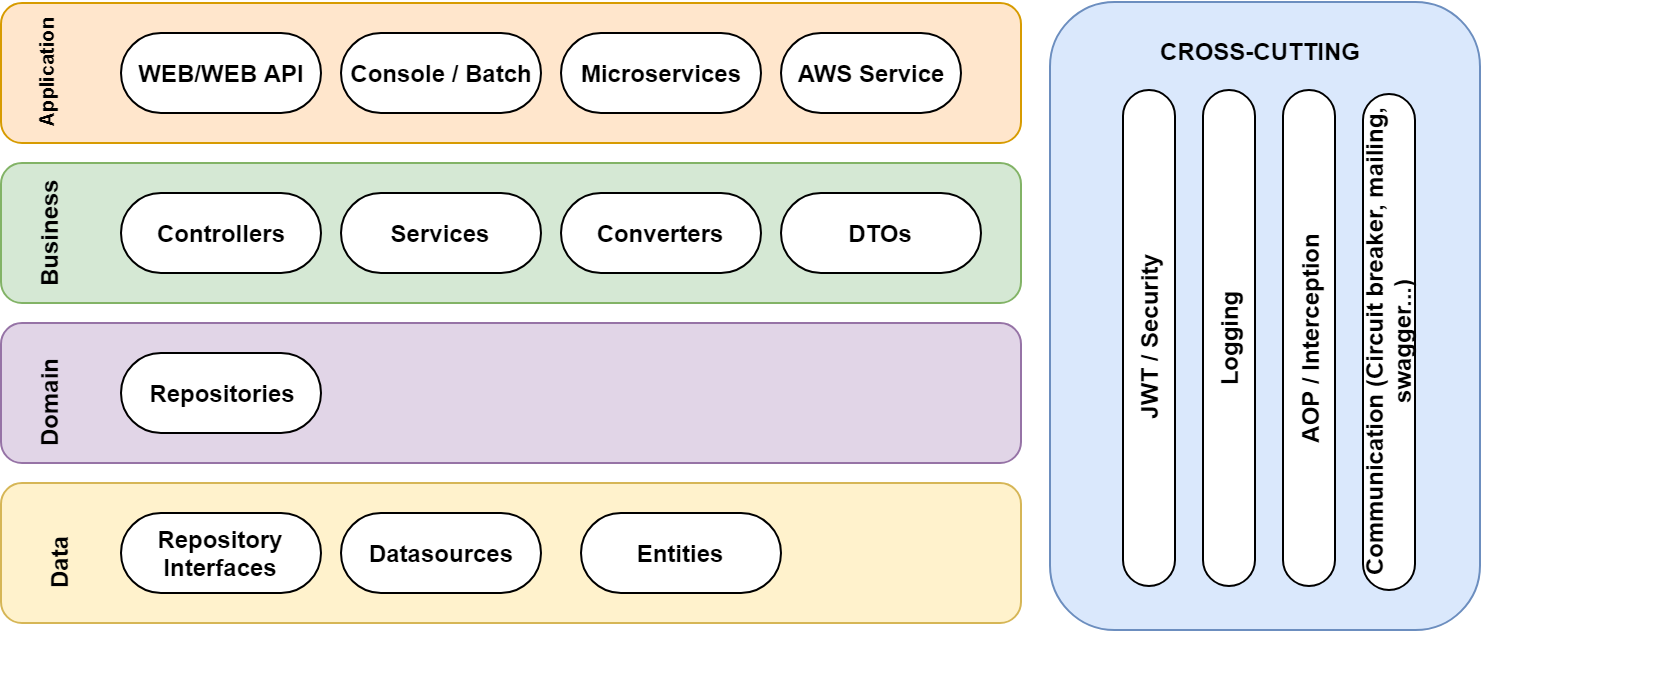 Application
WEB/WEB API
Console / Batch
Microservices
AWS Service
Business
Controllers
Services
Converters
DTOs
Domain
Repositories
Data
Repository
Interfaces
Datasources
Entities
CROSS-CUTTING
JWT / Security
Logging
AOP / Interception
Communication (Circuit breaker, mailing,
swagger...)